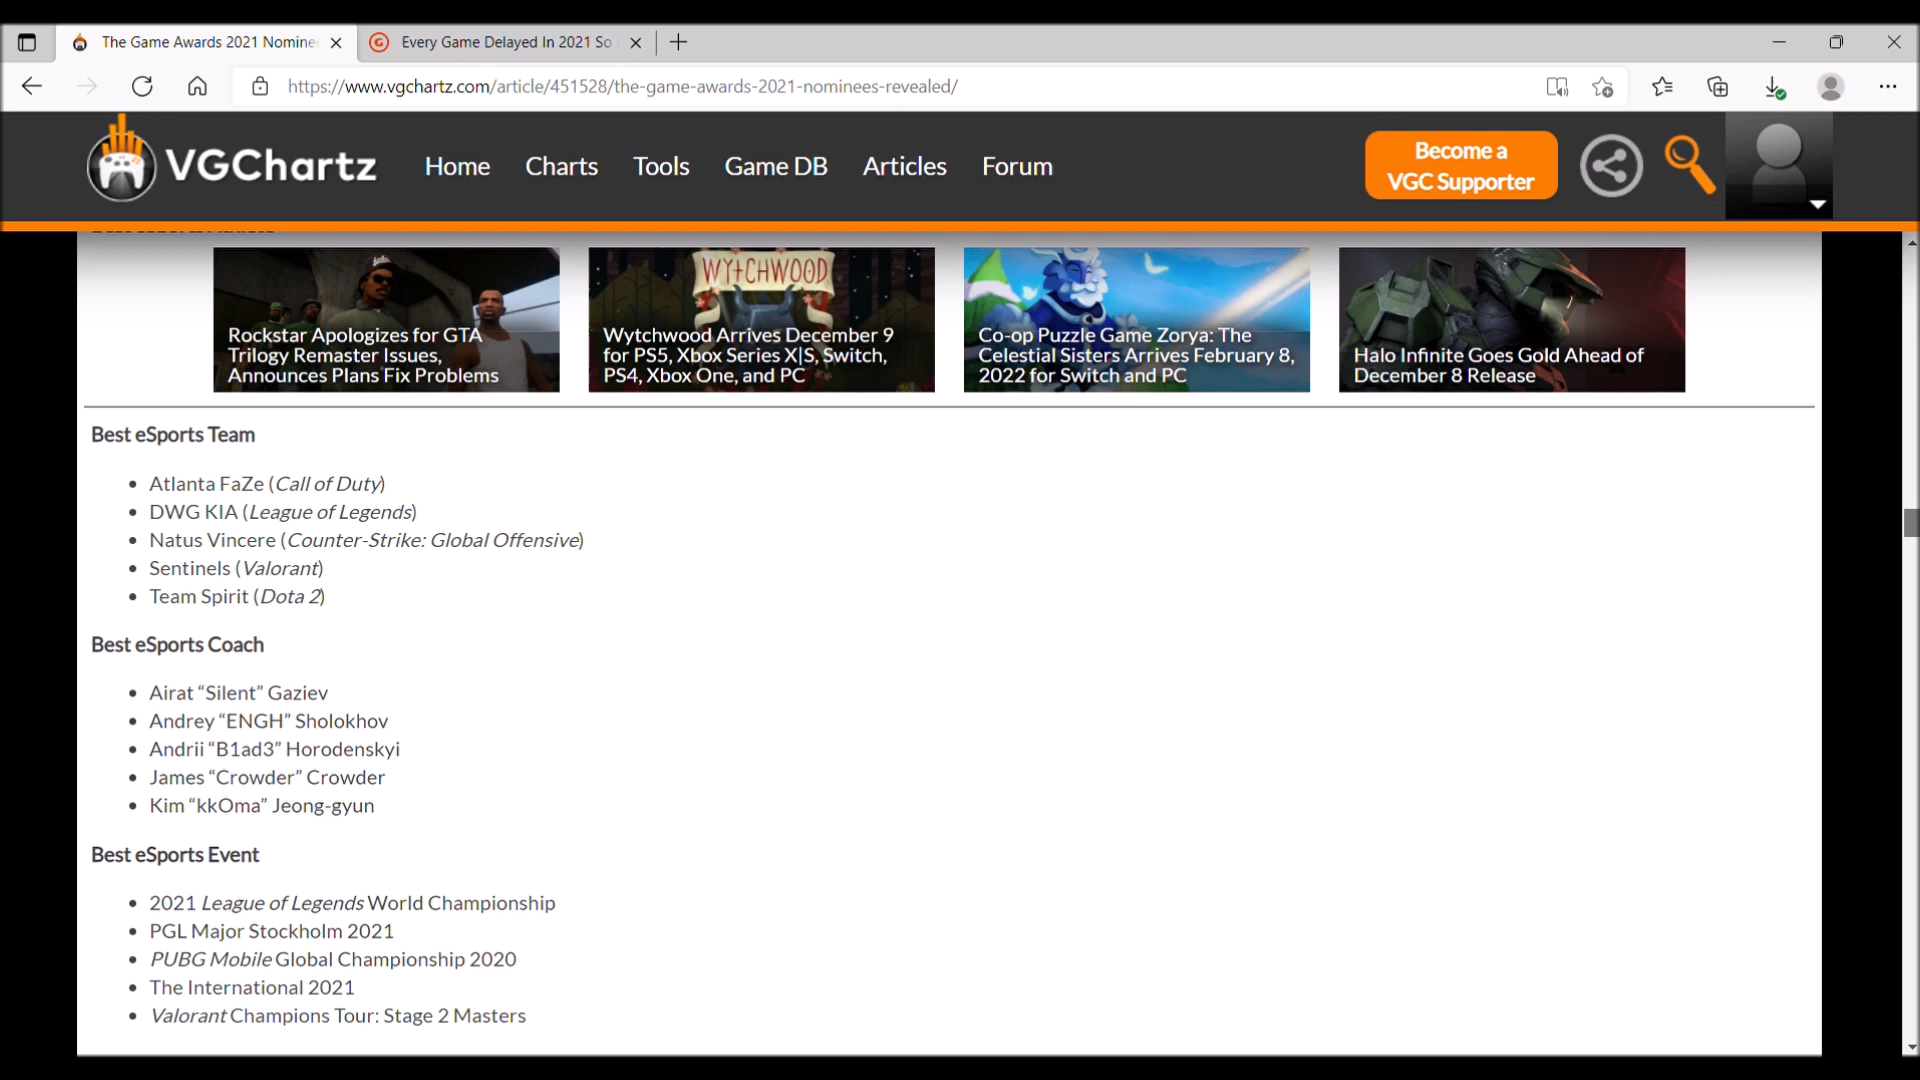 The Game Awards 2021 Nomine
Every Game Delayed In 2021 So
https://www.vgchartz.com/article/451528/the-game-awards-2021-nominees-revealed/
VGChartz
Home
Charts
Tools
Game DB
Articles
Forum
Become a
VGC Supporter
WYTCHWOOD
Rockstar Apologizes for GTA
Trilogy Remaster Issues,
Announces Plans Fix Problems
Wytchwood Arrives December 9
for PS5, Xbox Series X|S, Switch,
PS4, Xbox One, and PC
Co-op Puzzle Game Zorya: The
Celestial Sisters Arrives February 8,
2022 for Switch and PC
Halo Infinite Goes Gold Ahead of
December 8 Release
Best eSports Team
Atlanta FaZe (Call of Duty)
DWG KIA (League of Legends)
Natus Vincere (Counter-Strike: Global Offensive)
Sentinels (Valorant)
Team Spirit (Dota 2)
Best eSports Coach
Airat “Silent” Gaziev
Andrey “ENGH” Sholokhov
Andrii “B1ad3” Horodenskyi
James “Crowder” Crowder
Kim “kkOma” Jeong-gyun
Best eSports Event
2021 League of Legends World Championship
PGL Major Stockholm 2021
PUBG Mobile Global Championship 2020
The International 2021
Valorant Champions Tour: Stage 2 Masters